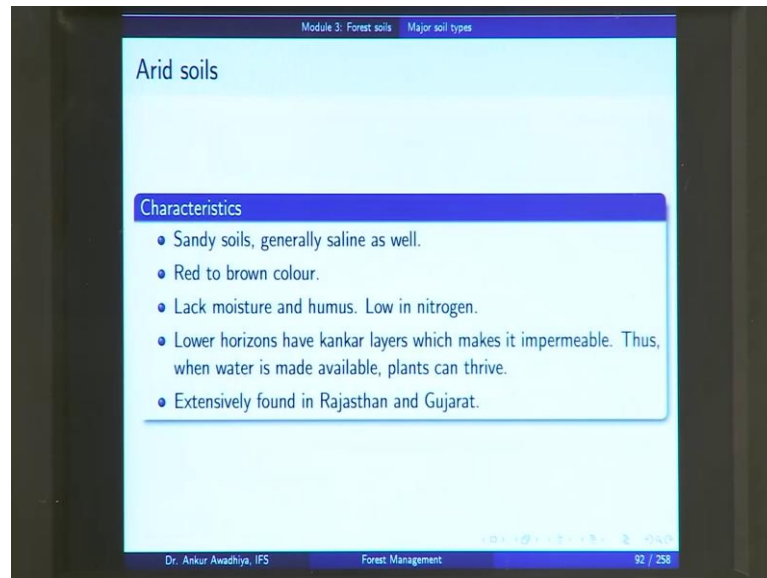 Module 3: Forest soils Major soil types
Arid soils
Characteristics
Sandy soils, generally saline as well.
Red to brown colour.
Lack moisture and humus. Low in nitrogen.
Lower horizons have kankar layers which makes it impermeable. Thus,
when water is made available, plants can thrive.
Extensively found in Rajasthan and Gujarat.
Dr. Ankur Awadhiya, IFS Forest Management 92 / 258